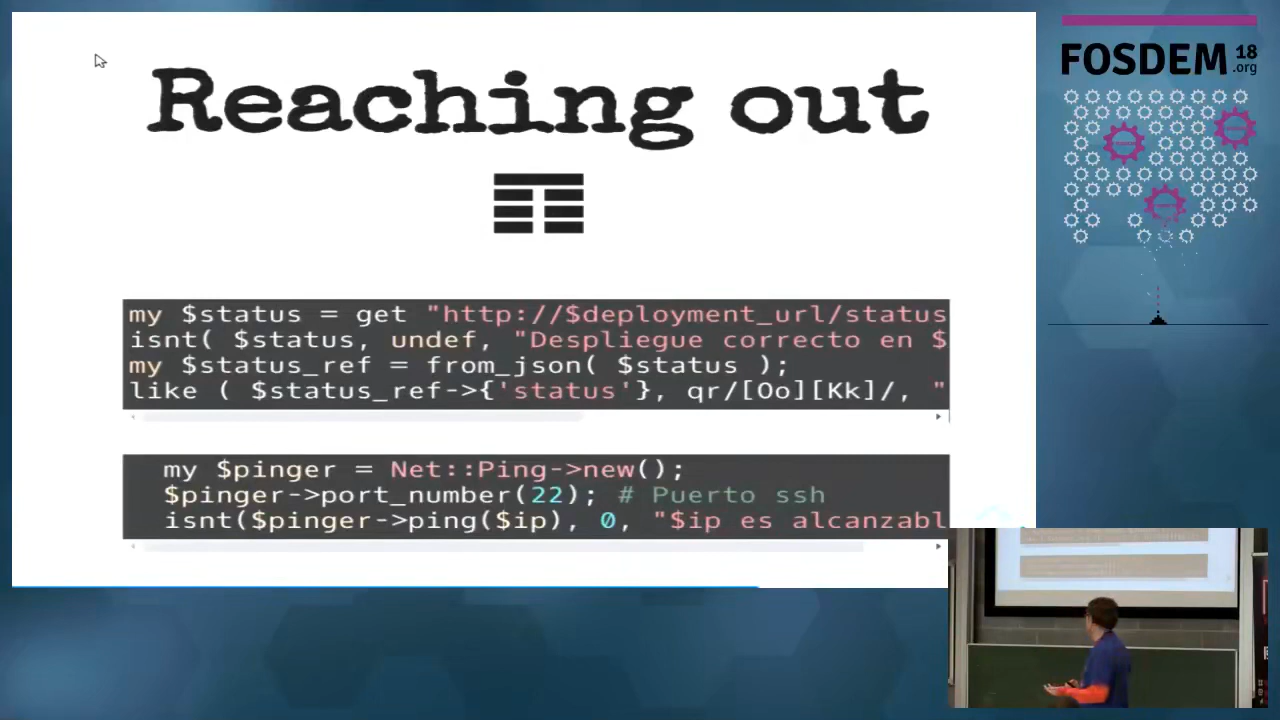 Reaching out
my $status = get "http://$deployment_url/status
isnt( $status, undef, "Despliegue correcto en $
my $status_ref = from_json( $status );
like ( $status_ref->{'status'}, qr/[Oo][Kk]/, "
my $pinger = Net::Ping->new();
$pinger->port_number(22); # Puerto ssh
isnt($pinger->ping($ip), 0, "$ip es alcanzabl
FOSDEM 18
.org